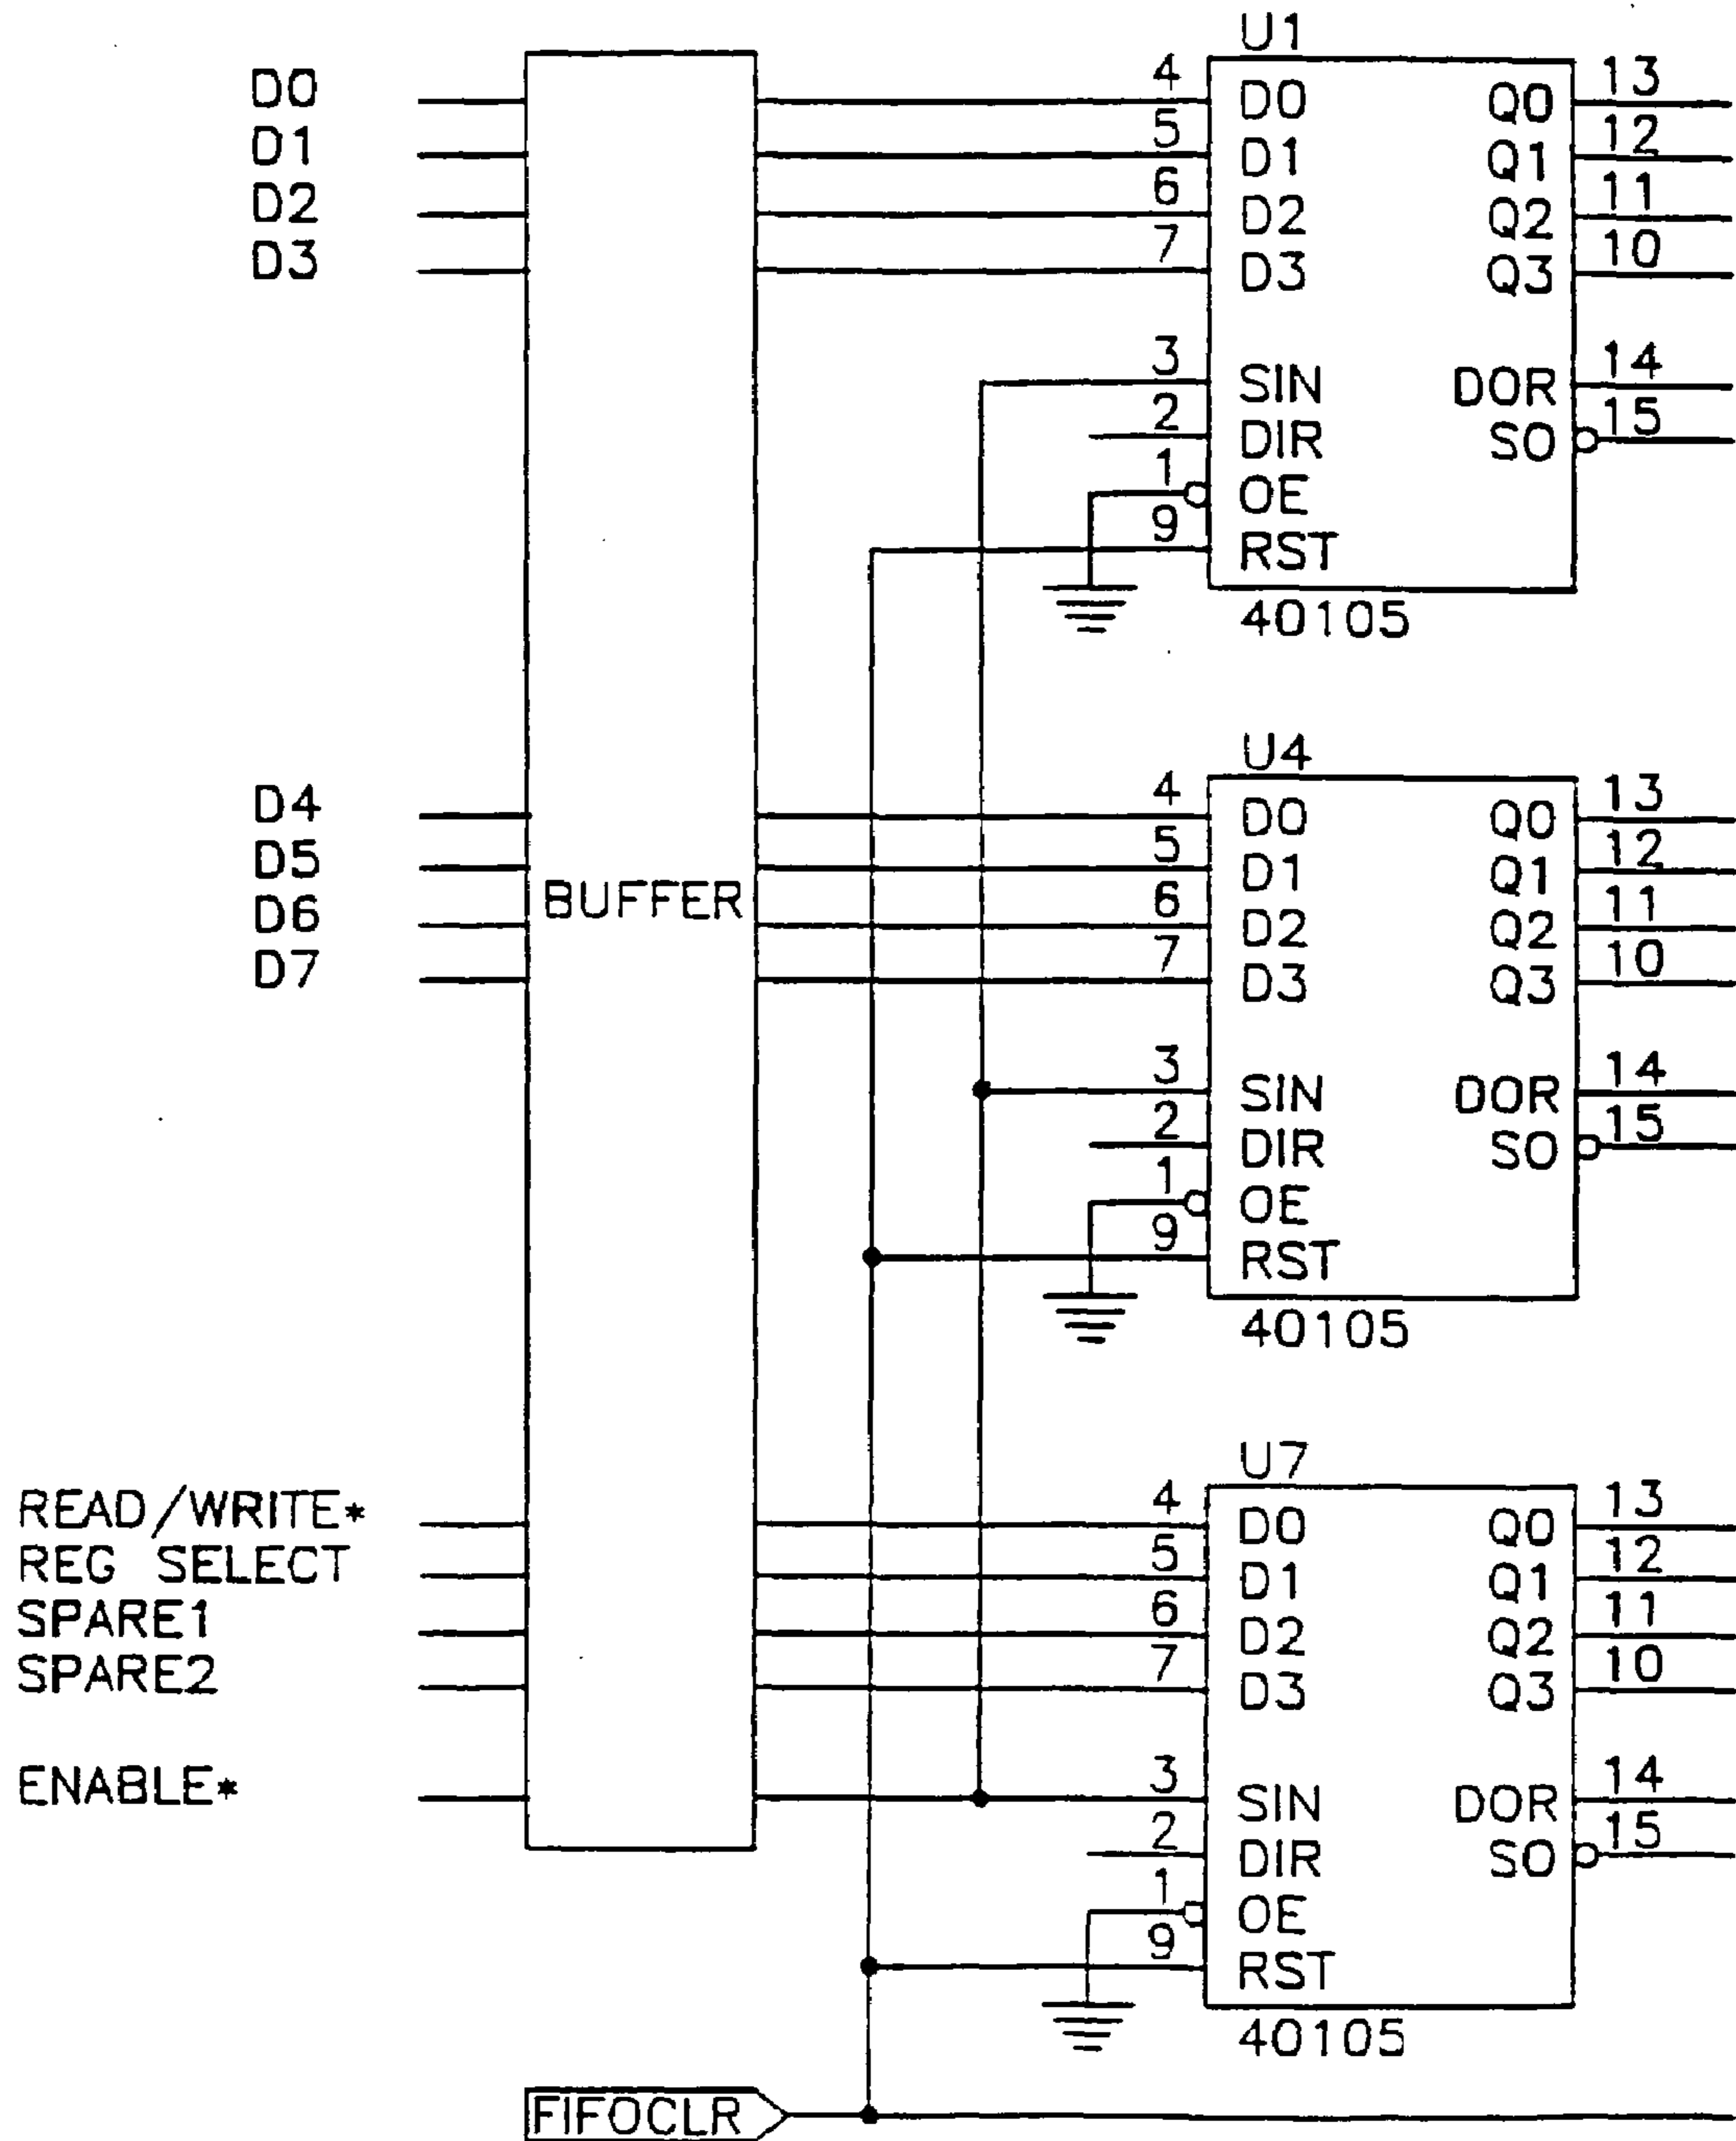 U1
D0 4 D0 Q0 13
D1 5 D1 Q1 12
D2 6 D2 Q2 11
D3 7 D3 Q3 10
3 SIN DOR 14
2 DIR SO 15
1 OE
9 RST
40105
U4
D4 4 D0 Q0 13
D5 5 D1 Q1 12
BUFFER
D6 6 D2 Q2 11
D7 7 D3 Q3 10
3 SIN DOR 14
2 DIR SO 15
1 OE
9 RST
40105
U7
READ/WRITE* 4 D0 Q0 13
REG SELECT 5 D1 Q1 12
SPARE1 6 D2 Q2 11
SPARE2 7 D3 Q3 10
ENABLE* 3 SIN DOR 14
2 DIR SO 15
1 OE
9 RST
40105
FIFOCLR